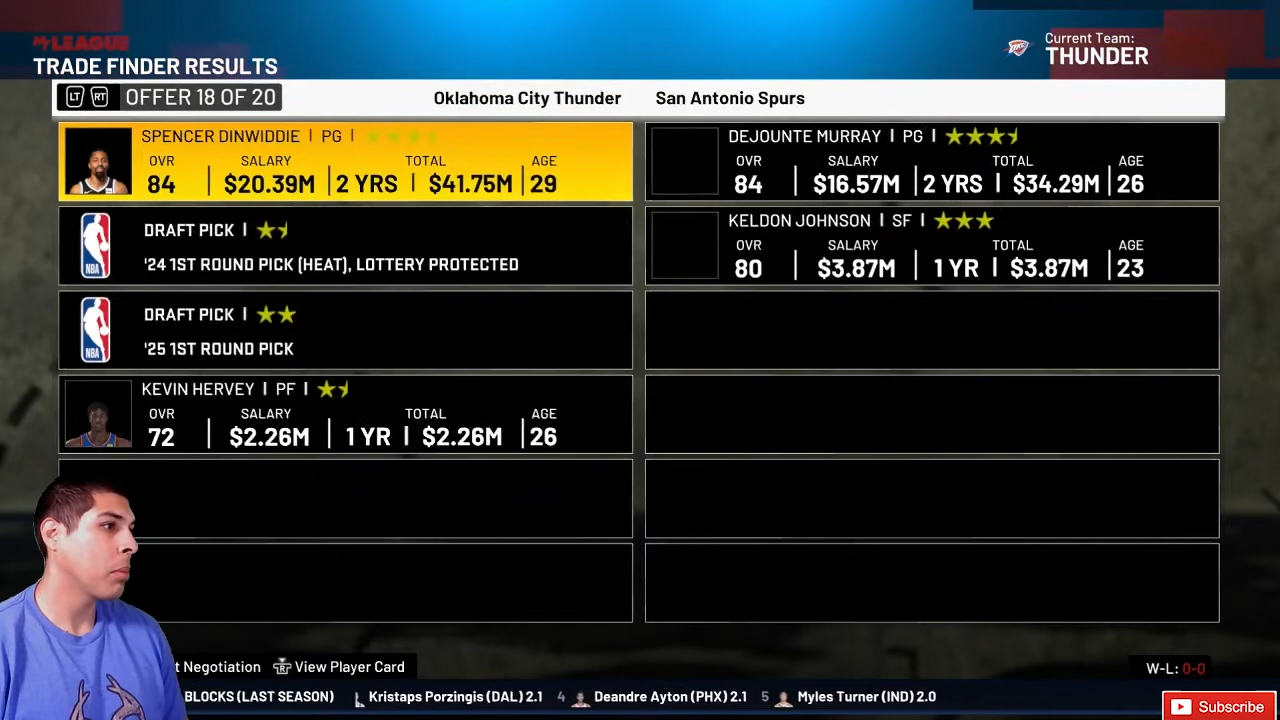 MyLEAGUE
TRADE FINDER RESULTS
Current Team:
THUNDER
LT RT OFFER 18 OF 20
Oklahoma City Thunder
San Antonio Spurs
SPENCER DINWIDDIE | PG |
OVR SALARY TOTAL AGE
84 | $20.39M | 2 YRS | $41.75M | 29
DRAFT PICK |
'24 1ST ROUND PICK (HEAT), LOTTERY PROTECTED
DRAFT PICK |
'25 1ST ROUND PICK
KEVIN HERVEY | PF |
OVR SALARY TOTAL AGE
72 | $2.26M | 1 YR | $2.26M | 26
DEJOUNTE MURRAY | PG |
OVR SALARY TOTAL AGE
84 | $16.57M | 2 YRS | $34.29M | 26
KELDON JOHNSON | SF |
OVR SALARY TOTAL AGE
80 | $3.87M | 1 YR | $3.87M | 23
NBA
NBA
t Negotiation R View Player Card
W-L: 0-0
BLOCKS (LAST SEASON) Kristaps Porzingis (DAL) 2.1 4 Deandre Ayton (PHX) 2.1 5 Myles Turner (IND) 2.0
Subscribe